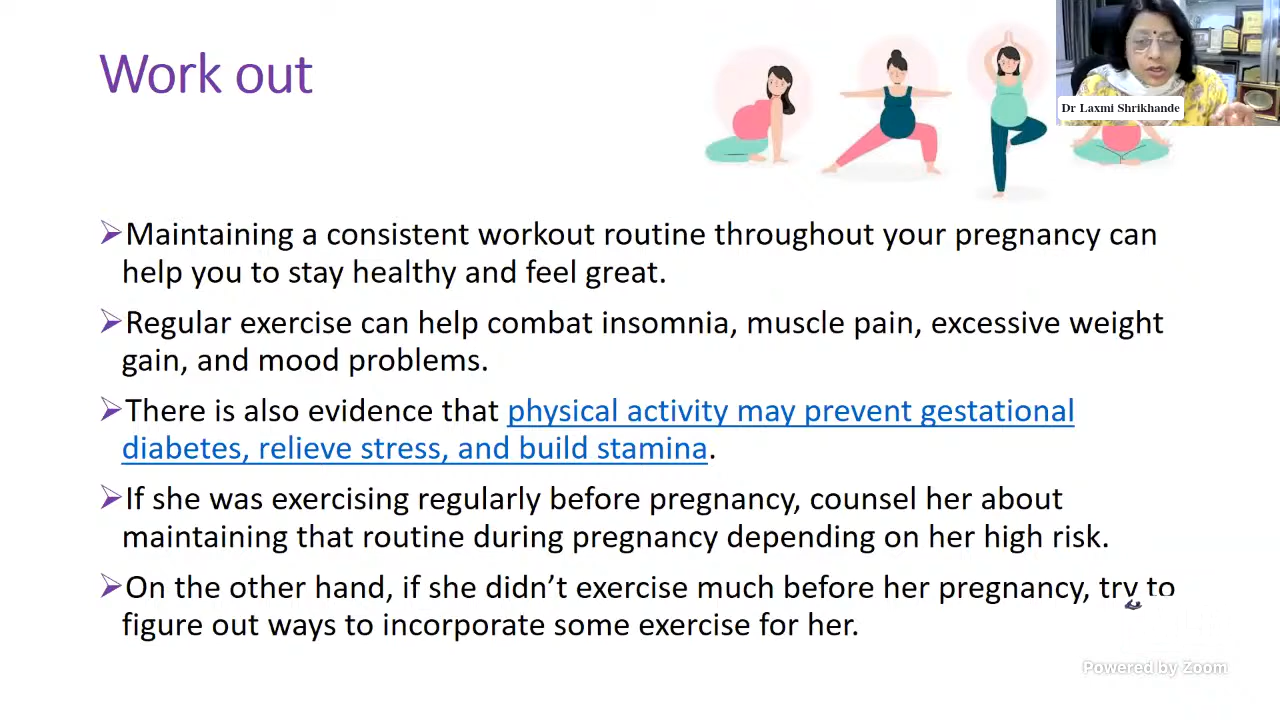 Work out
Dr Laxmi Shrikhande
➢Maintaining a consistent workout routine throughout your pregnancy can
help you to stay healthy and feel great.
➢Regular exercise can help combat insomnia, muscle pain, excessive weight
gain, and mood problems.
➢There is also evidence that physical activity may prevent gestational
diabetes, relieve stress, and build stamina.
➢If she was exercising regularly before pregnancy, counsel her about
maintaining that routine during pregnancy depending on her high risk.
➢On the other hand, if she didn’t exercise much before her pregnancy, try to
figure out ways to incorporate some exercise for her.
Powered by Zoom